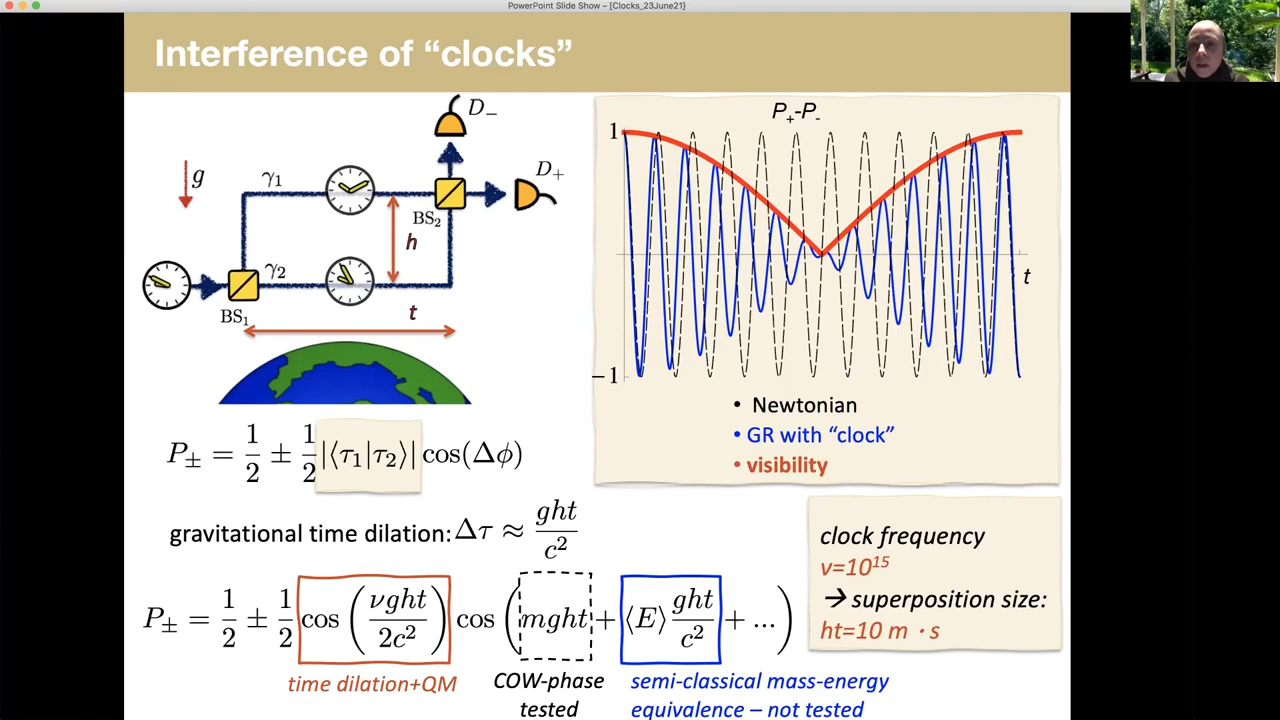 PowerPoint Slide Show – [Clocks_23June21]
Interference of “clocks”
D₋
D₊
g
γ₁
BS₂
h
γ₂
BS₁
t
P₊-P₋
1
t
−1
• Newtonian
• GR with “clock”
• visibility
P± = 1/2 ± 1/2 |⟨τ₁|τ₂⟩| cos(Δϕ)
gravitational time dilation: Δτ ≈ ght/c²
P± = 1/2 ± 1/2 cos(νght/2c²) cos(mght + ⟨E⟩ ght/c² + ...)
time dilation+QM
COW-phase
tested
semi-classical mass-energy
equivalence – not tested
clock frequency
ν=10¹⁵
→ superposition size:
ht=10 m · s